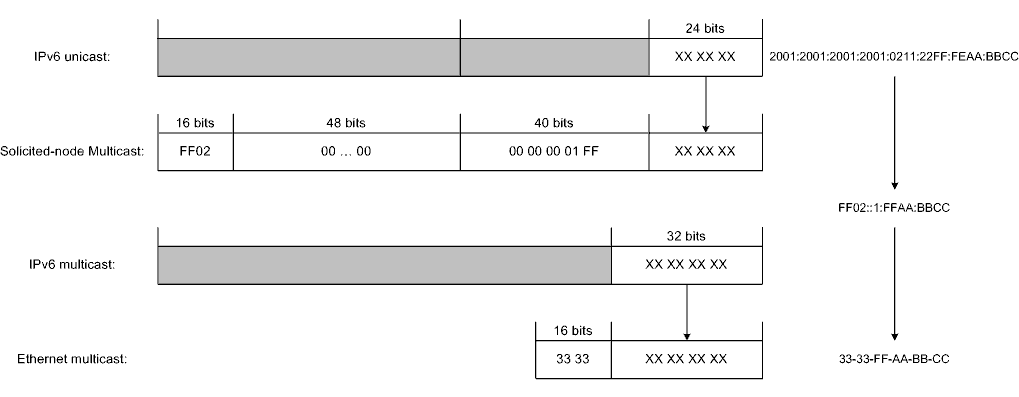 24 bits
IPv6 unicast: XX XX XX 2001:2001:2001:2001:0211:22FF:FEAA:BBCC
16 bits 48 bits 40 bits
Solicited-node Multicast: FF02 00 … 00 00 00 00 01 FF XX XX XX
FF02::1:FFAA:BBCC
32 bits
IPv6 multicast: XX XX XX XX
16 bits
Ethernet multicast: 33 33 XX XX XX XX 33-33-FF-AA-BB-CC